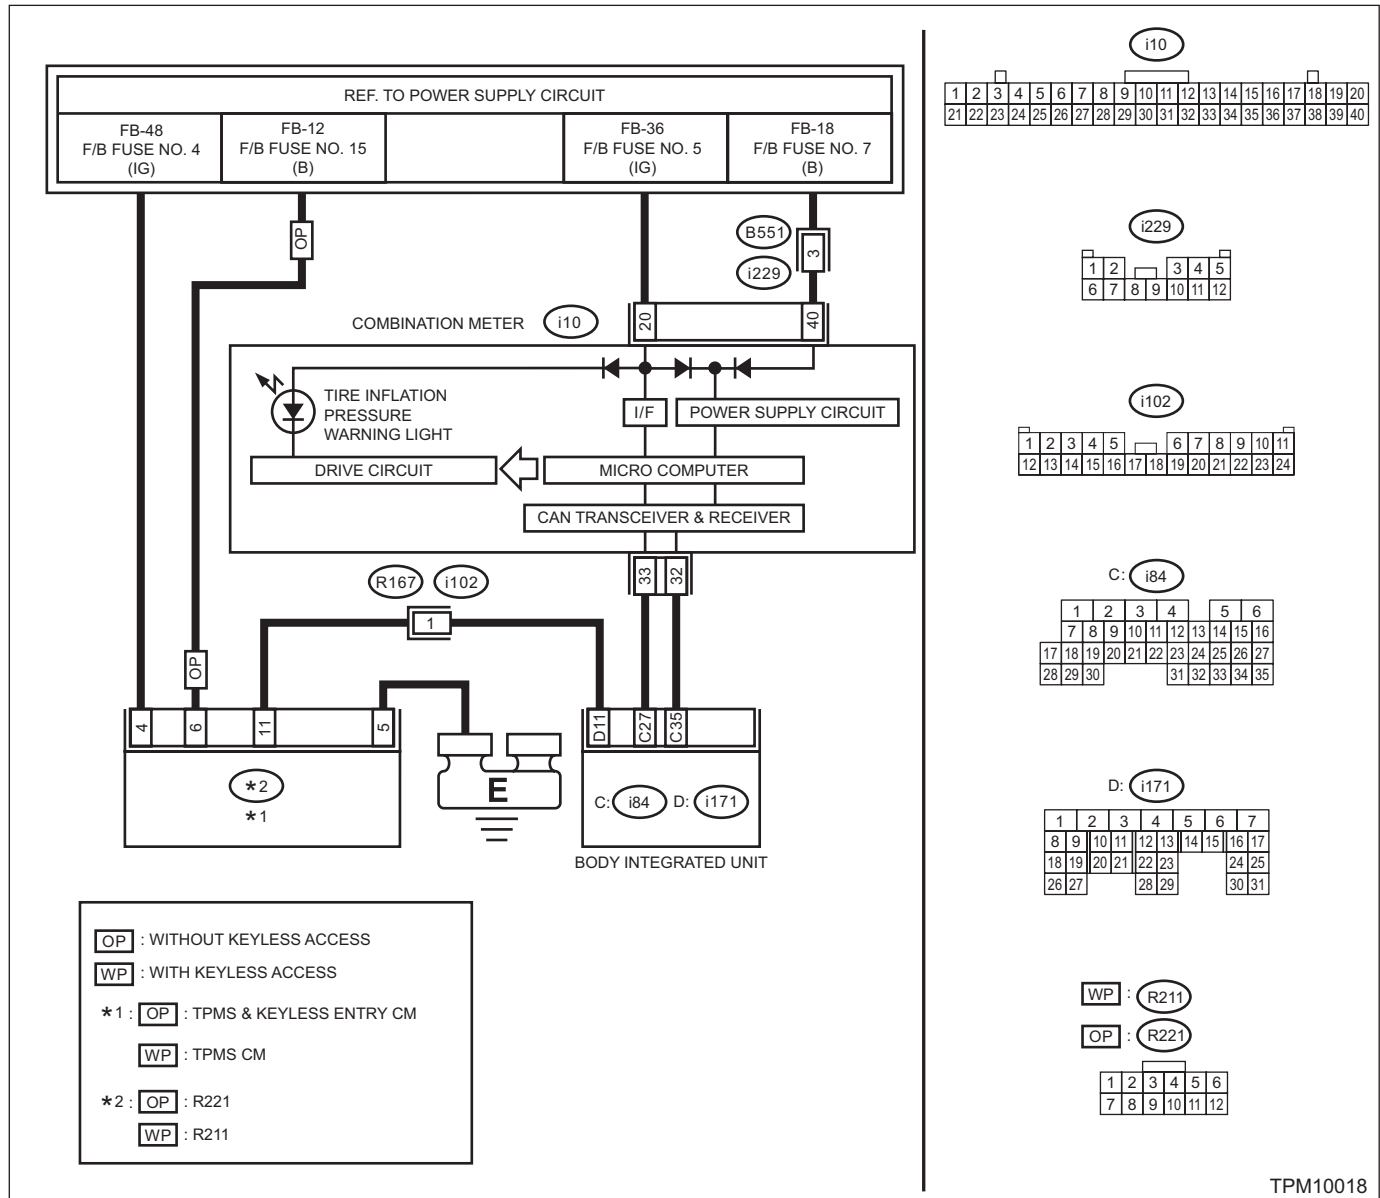 REF. TO POWER SUPPLY CIRCUIT
FB-48
F/B FUSE NO. 4
(IG)
FB-12
F/B FUSE NO. 15
(B)
FB-36
F/B FUSE NO. 5
(IG)
FB-18
F/B FUSE NO. 7
(B)
OP
B551
3
i229
COMBINATION METER
i10
20
40
TIRE INFLATION
PRESSURE
WARNING LIGHT
I/F
POWER SUPPLY CIRCUIT
DRIVE CIRCUIT
MICRO COMPUTER
CAN TRANSCEIVER & RECEIVER
33
32
R167
i102
1
OP
4
6
11
5
D11
C27
C35
E
*2
*1
C: i84 D: i171
BODY INTEGRATED UNIT
OP : WITHOUT KEYLESS ACCESS
WP : WITH KEYLESS ACCESS
*1 : OP : TPMS & KEYLESS ENTRY CM
WP : TPMS CM
*2 : OP : R221
WP : R211
i10
1 2 3 4 5 6 7 8 9 10 11 12 13 14 15 16 17 18 19 20
21 22 23 24 25 26 27 28 29 30 31 32 33 34 35 36 37 38 39 40
i229
1 2 3 4 5
6 7 8 9 10 11 12
i102
1 2 3 4 5 6 7 8 9 10 11
12 13 14 15 16 17 18 19 20 21 22 23 24
C: i84
1 2 3 4 5 6
7 8 9 10 11 12 13 14 15 16
17 18 19 20 21 22 23 24 25 26 27
28 29 30 31 32 33 34 35
D: i171
1 2 3 4 5 6 7
8 9 10 11 12 13 14 15 16 17
18 19 20 21 22 23 24 25
26 27 28 29 30 31
WP : R211
OP : R221
1 2 3 4 5 6
7 8 9 10 11 12
TPM10018